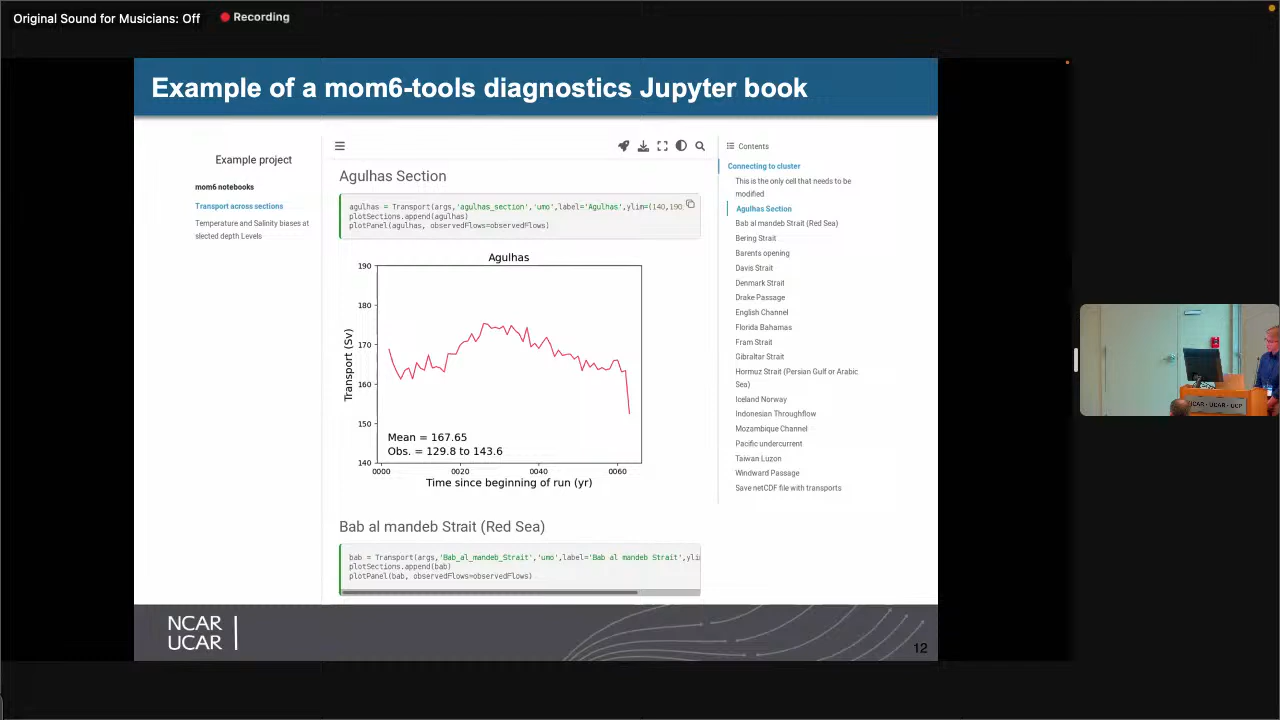 Original Sound for Musicians: Off
Recording
Example of a mom6-tools diagnostics Jupyter book
Example project
mom6 notebooks
Transport across sections
Temperature and Salinity biases at
slected depth Levels
Agulhas Section
agulhas = Transport(args,'agulhas_section','umo',label='Agulhas',ylim=(140,190
plotSections.append(agulhas)
plotPanel(agulhas, observedFlows=observedFlows)
Agulhas
190
180
170
160
150
140
Transport (Sv)
Mean = 167.65
Obs. = 129.8 to 143.6
0000 0020 0040 0060
Time since beginning of run (yr)
Bab al mandeb Strait (Red Sea)
bab = Transport(args,'Bab_al_mandeb_Strait','umo',label='Bab al mandeb Strait',yli
plotSections.append(bab)
plotPanel(bab, observedFlows=observedFlows)
Contents
Connecting to cluster
This is the only cell that needs to be
modified
Agulhas Section
Bab al mandeb Strait (Red Sea)
Bering Strait
Barents opening
Davis Strait
Denmark Strait
Drake Passage
English Channel
Florida Bahamas
Fram Strait
Gibraltar Strait
Hormuz Strait (Persian Gulf or Arabic
Sea)
Iceland Norway
Indonesian Throughflow
Mozambique Channel
Pacific undercurrent
Taiwan Luzon
Windward Passage
Save netCDF file with transports
NCAR
UCAR
12
NCAR - UCAR - UCP